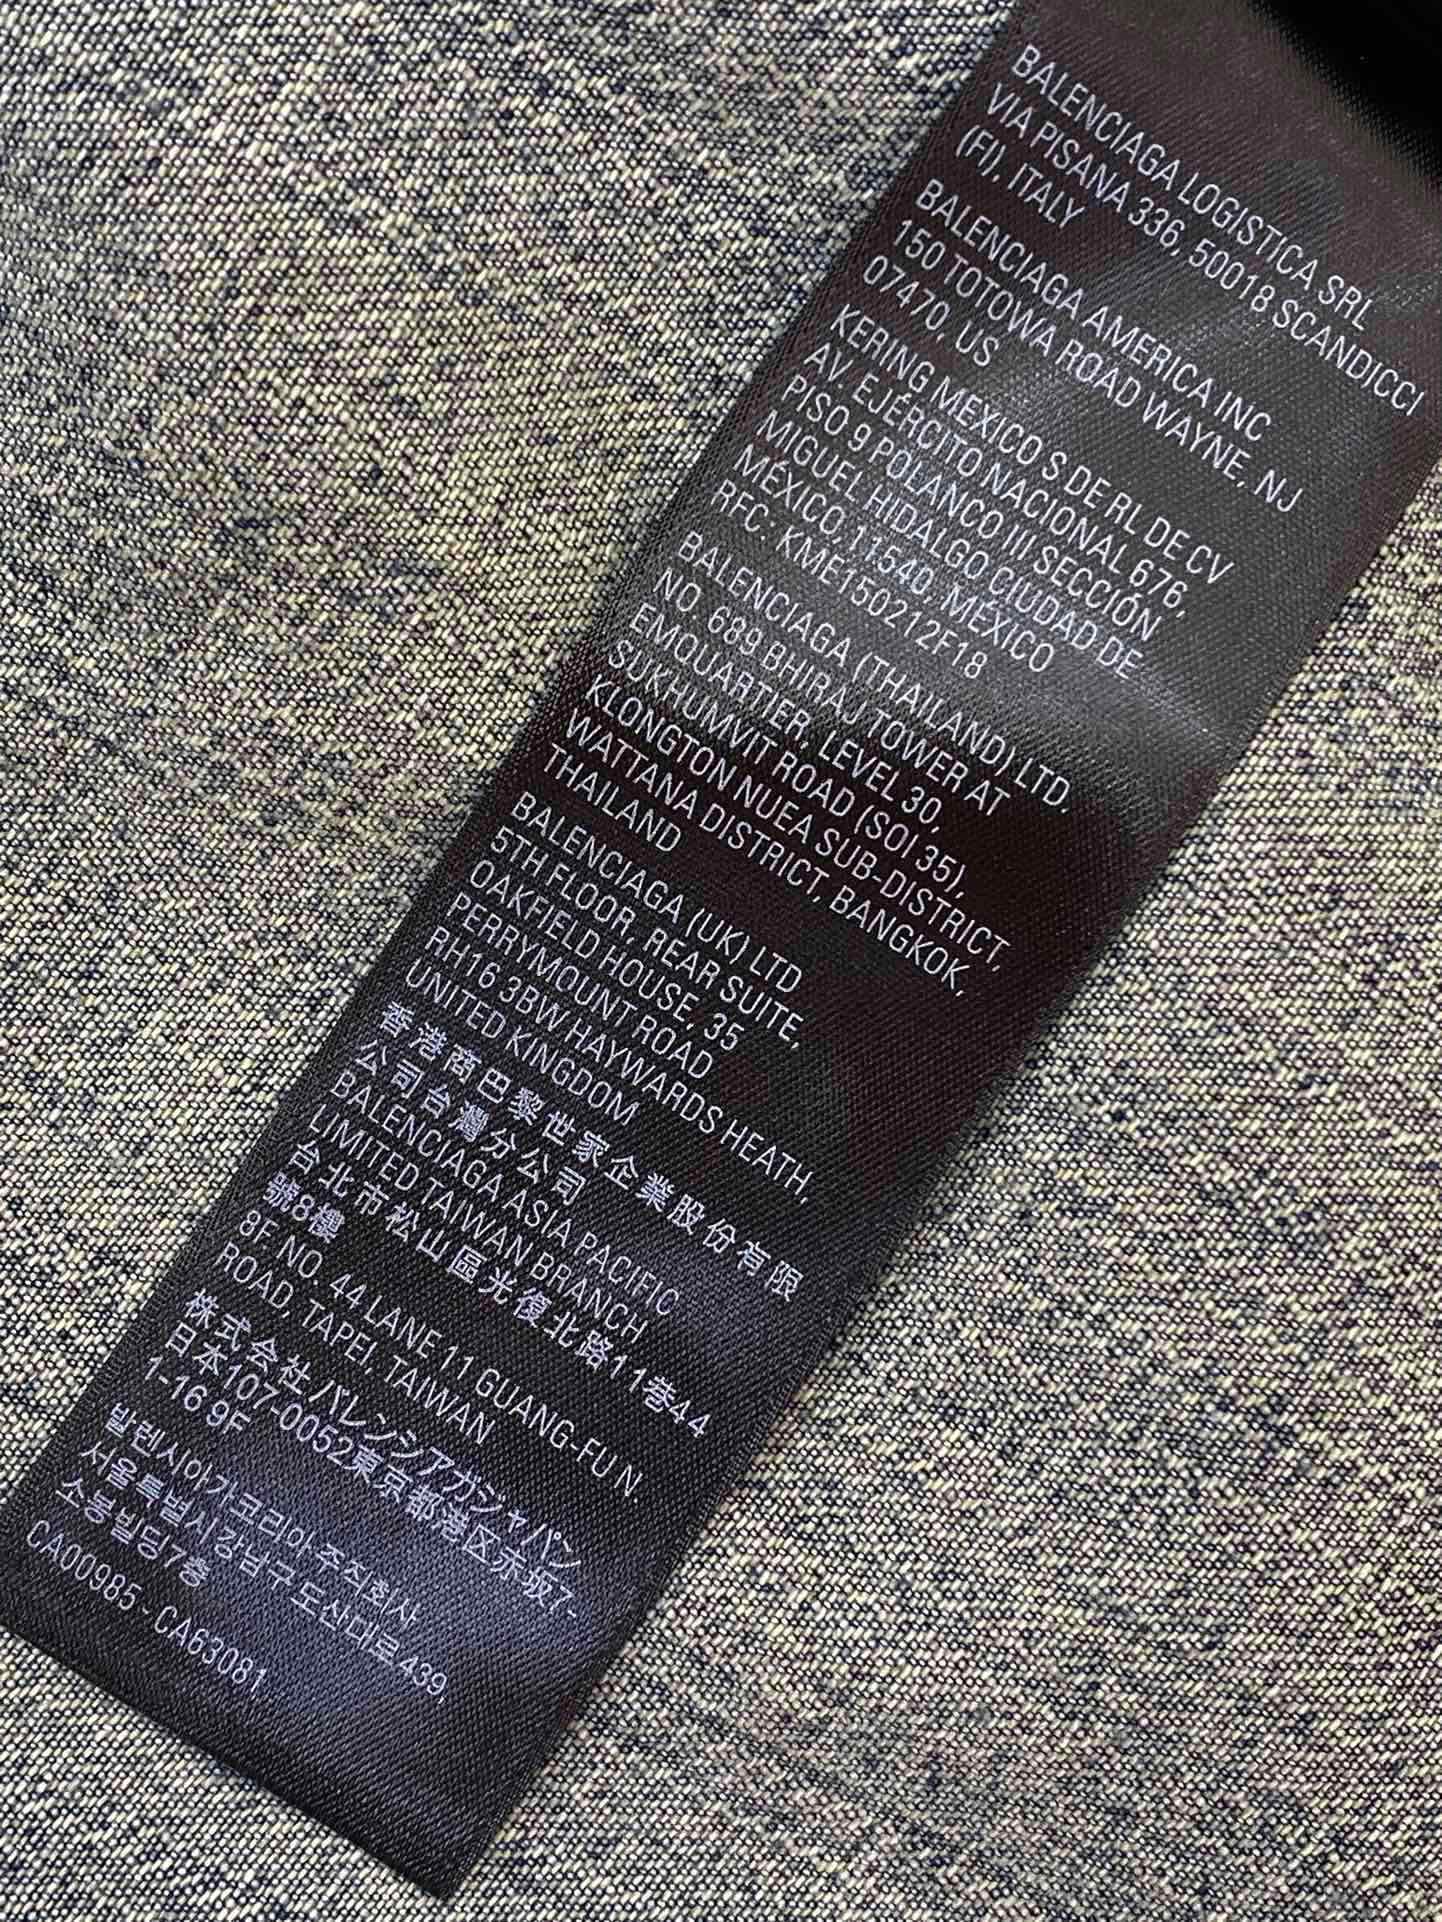 BALENCIAGA LOGISTICA SRL
VIA PISANA 336, 50018 SCANDICCI
(FI), ITALY
BALENCIAGA AMERICA INC
150 TOTOWA ROAD WAYNE, NJ
07470, US
KERING MEXICO S DE RL DE CV
AV. EJÉRCITO NACIONAL 676,
PISO 9 POLANCO III SECCIÓN
MIGUEL HIDALGO CIUDAD DE
MÉXICO,11540, MÉXICO
RFC: KME150212F18
BALENCIAGA (THAILAND) LTD.
NO. 689 BHIRAJ TOWER AT
EMQUARTIER, LEVEL 30,
SUKHUMVIT ROAD (SOI 35),
KLONGTON NUEA SUB-DISTRICT,
WATTANA DISTRICT, BANGKOK,
THAILAND
BALENCIAGA (UK) LTD
5TH FLOOR, REAR SUITE,
OAKFIELD HOUSE, 35
PERRYMOUNT ROAD
RH16 3BW HAYWARDS HEATH,
UNITED KINGDOM
香港商巴黎世家企業股份有限
公司台灣分公司
BALENCIAGA ASIA PACIFIC
LIMITED TAIWAN BRANCH
台北市松山區光復北路11巷44
號8樓
8F NO. 44 LANE 11 GUANG-FU N.
ROAD, TAPEI, TAIWAN
株式会社バレンシアガジャパン
日本107-0052東京都港区赤坂7-
1-16 9F
발렌시아가코리아주식회사
서울특별시강남구도산대로439,
소봉빌딩7층
CA00985 - CA63081